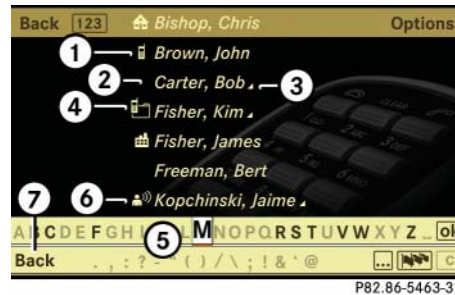 Back 123 Bishop, Chris Options
1 Brown, John
2 Carter, Bob 3
4 Fisher, Kim
Fisher, James
Freeman, Bert
7 6 Kopchinski, Jaime
A B C D E F G H I L M N O P Q R S T U V W X Y Z _ ok
5
Back . , : ? - " ( ) / \ ; ! & ' @ ... C
P82.86-5463-3